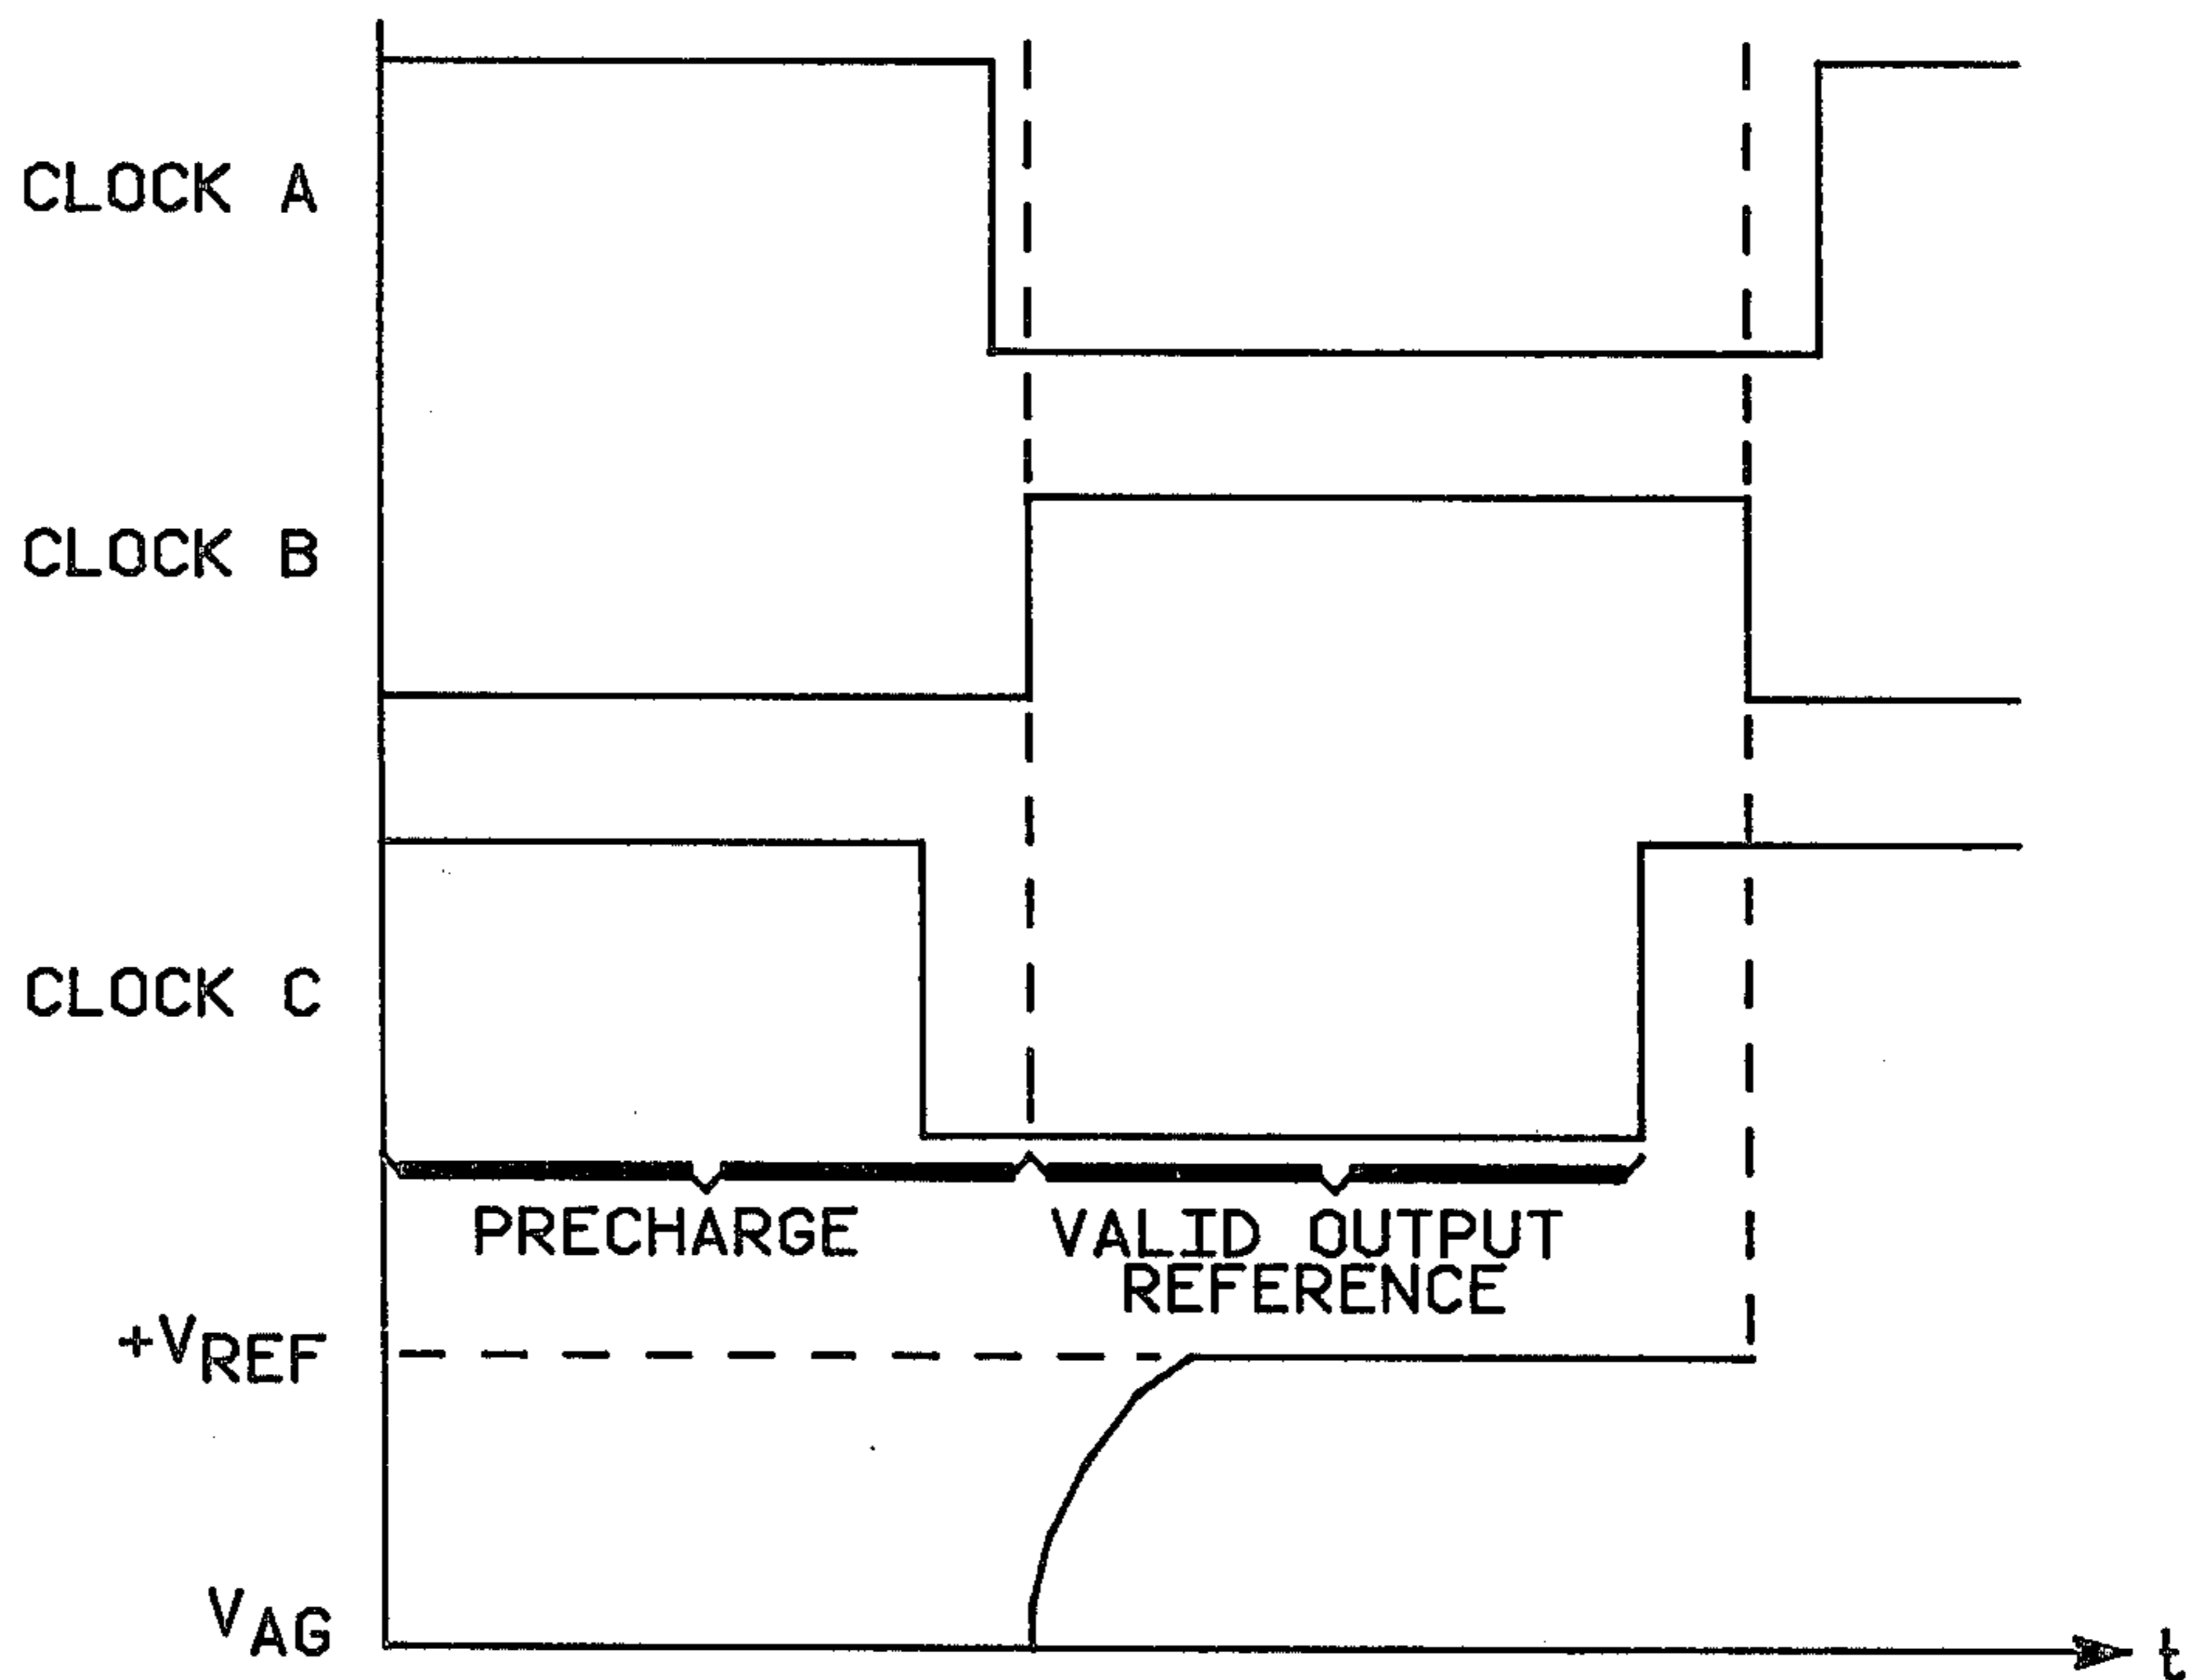 CLOCK A
CLOCK B
CLOCK C
PRECHARGE
VALID OUTPUT
REFERENCE
+VREF
VAG
t